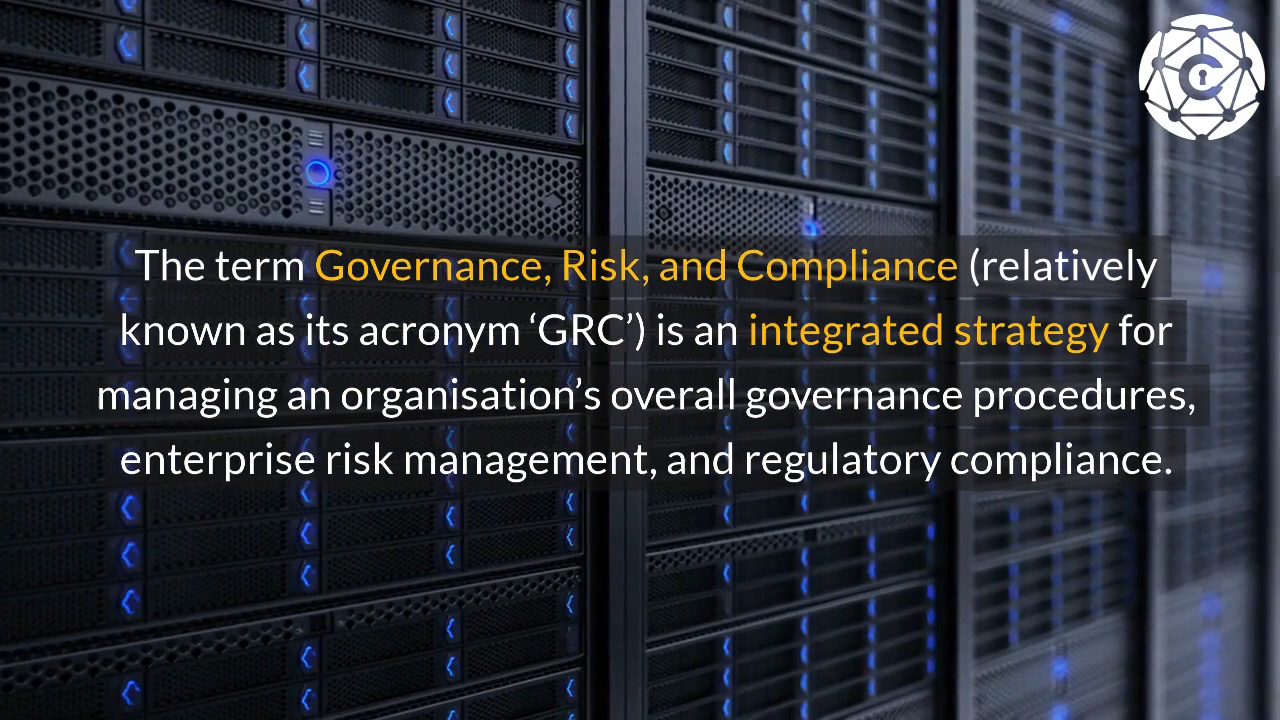 The term Governance, Risk, and Compliance (relatively
known as its acronym ‘GRC’) is an integrated strategy for
managing an organisation’s overall governance procedures,
enterprise risk management, and regulatory compliance.